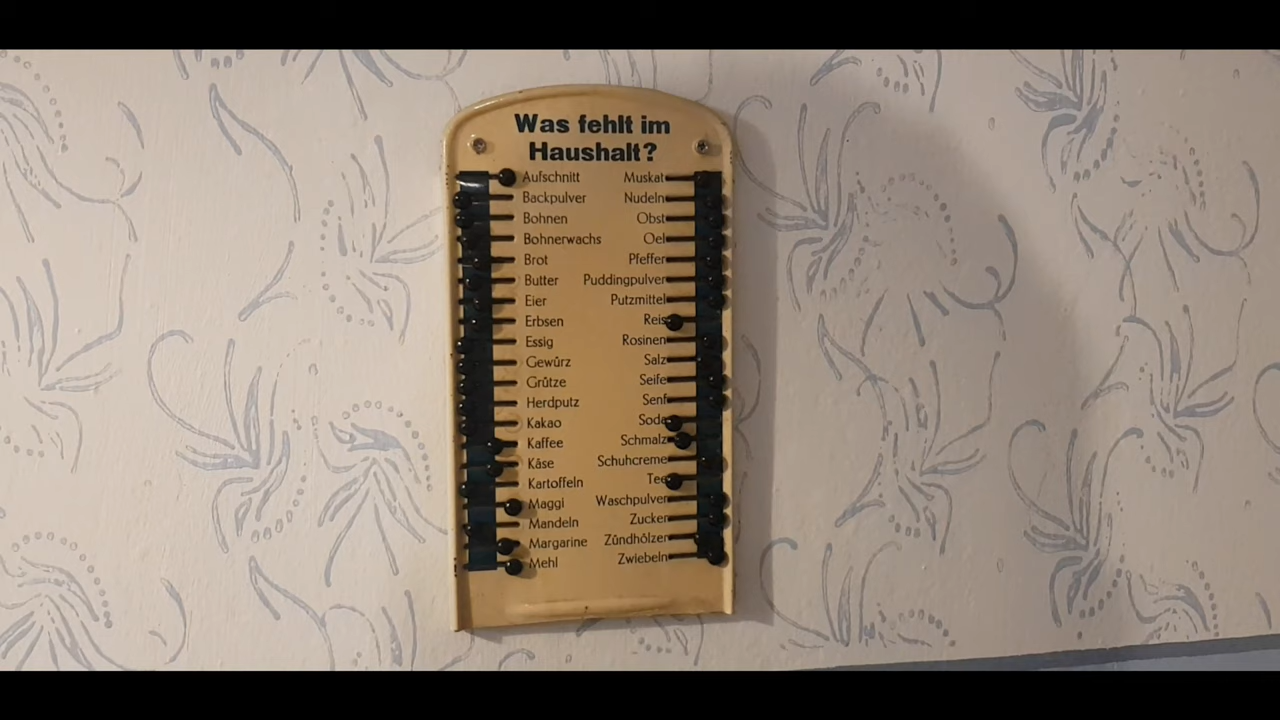 Was fehlt im
Haushalt?
Aufschnitt
Backpulver
Bohnen
Bohnerwachs
Brot
Butter
Eier
Erbsen
Essig
Gewürz
Grütze
Herdputz
Kakao
Kaffee
Käse
Kartoffeln
Maggi
Mandeln
Margarine
Mehl
Muskat
Nudeln
Obst
Oel
Pfeffer
Puddingpulver
Putzmittel
Reis
Rosinen
Salz
Seife
Senf
Soda
Schmalz
Schuhcreme
Tee
Waschpulver
Zucker
Zündhölzer
Zwiebeln